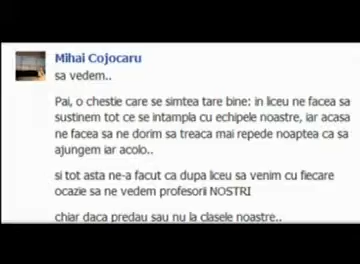 Mihai Cojocaru
sa vedem..
Pai, o chestie care se simtea tare bine: in liceu ne facea sa
sustinem tot ce se intampla cu echipele noastre, iar acasa
ne facea sa ne dorim sa treaca mai repede noaptea ca sa
ajungem iar acolo..
si tot asta ne-a facut ca dupa liceu sa venim cu fiecare
ocazie sa ne vedem profesorii NOSTRI
chiar daca predau sau nu la clasele noastre..